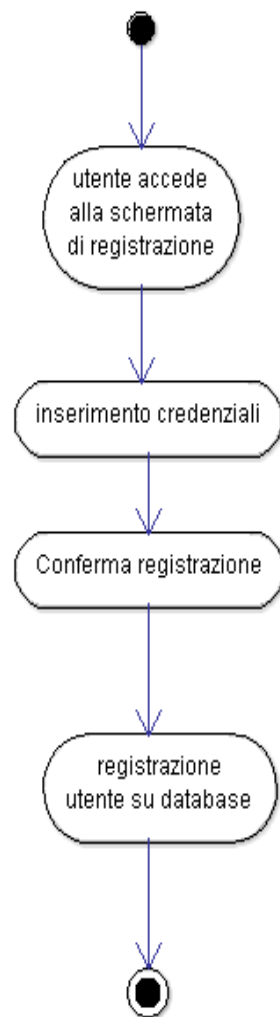 utente accede
alla schermata
di registrazione
inserimento credenziali
Conferma registrazione
registrazione
utente su database